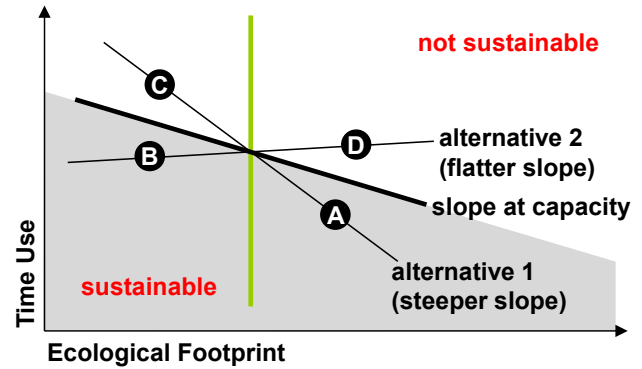 not sustainable
C
D
B
alternative 2
(flatter slope)
A
slope at capacity
alternative 1
(steeper slope)
sustainable
Time Use
Ecological Footprint